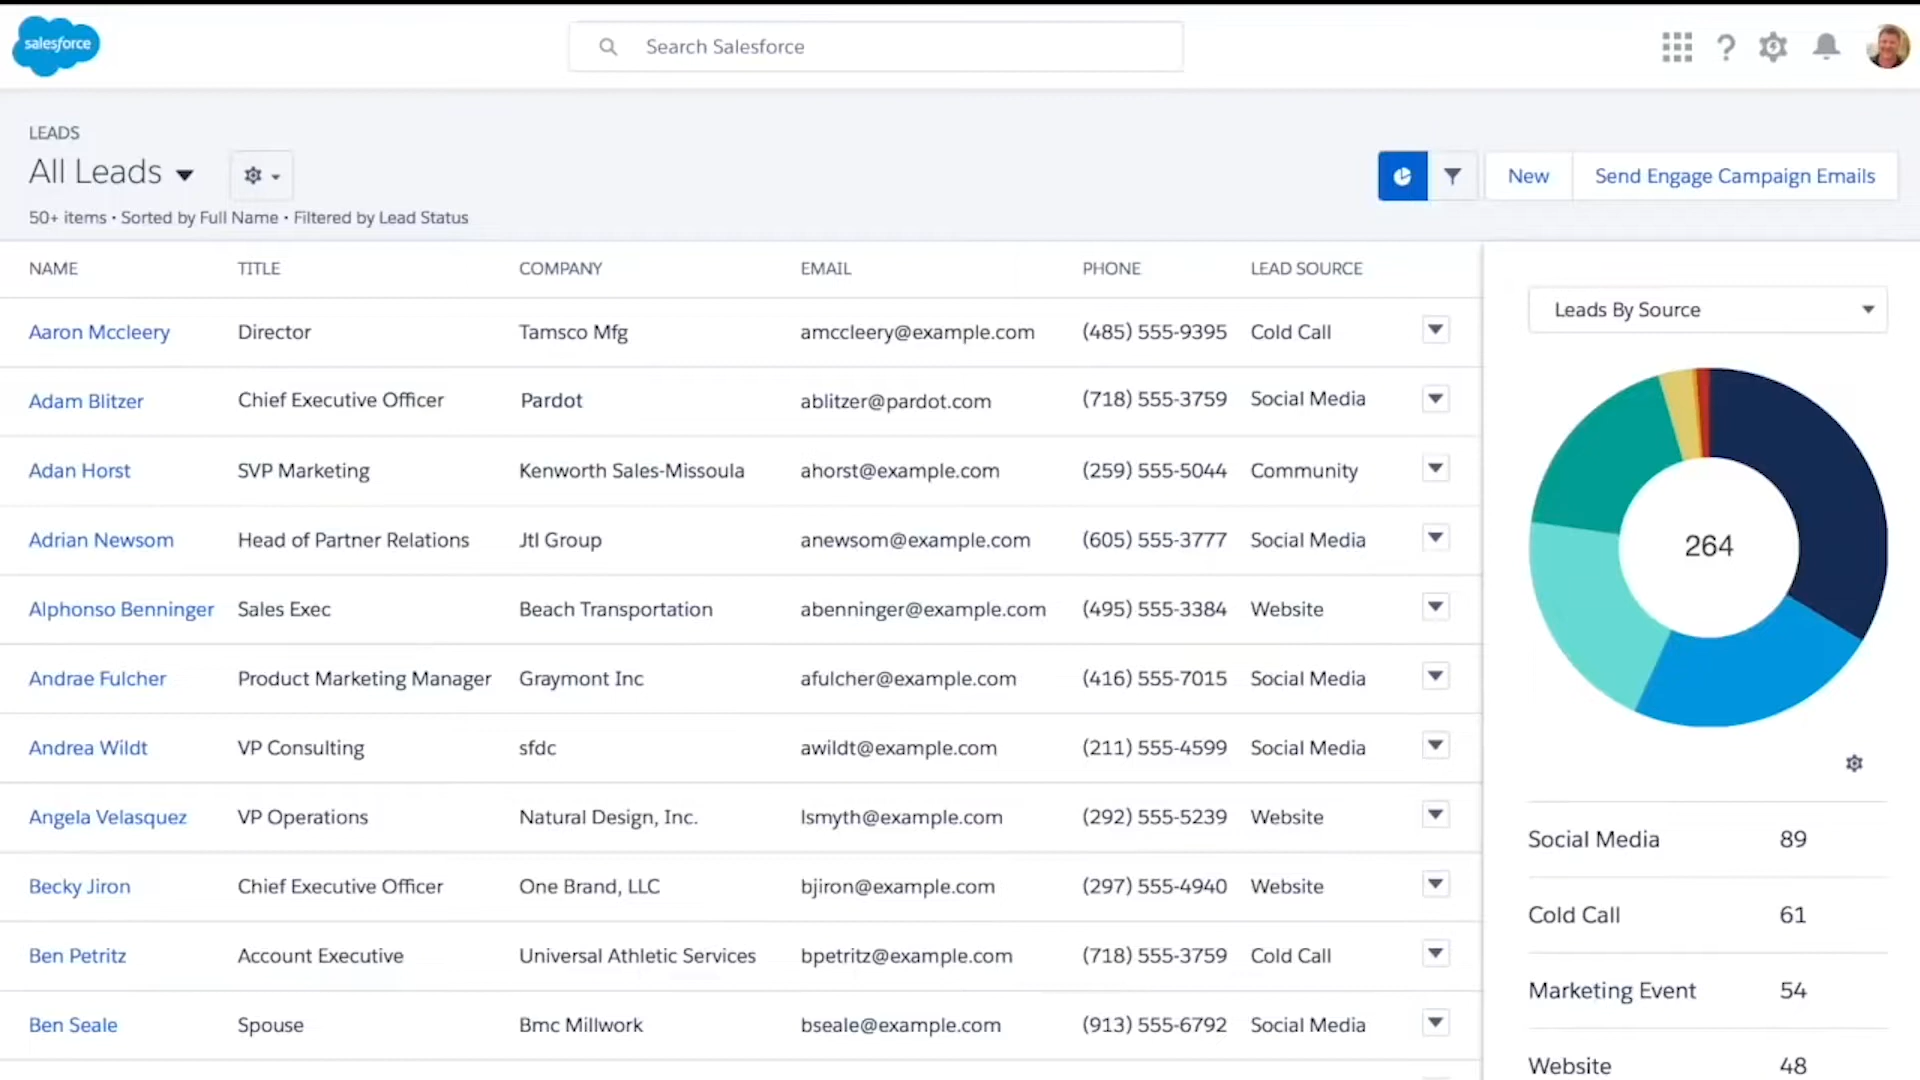 salesforce
Search Salesforce
LEADS
All Leads
50+ items • Sorted by Full Name • Filtered by Lead Status
New
Send Engage Campaign Emails
NAME TITLE COMPANY EMAIL PHONE LEAD SOURCE
Aaron Mccleery Director Tamsco Mfg amccleery@example.com (485) 555-9395 Cold Call
Adam Blitzer Chief Executive Officer Pardot ablitzer@pardot.com (718) 555-3759 Social Media
Adan Horst SVP Marketing Kenworth Sales-Missoula ahorst@example.com (259) 555-5044 Community
Adrian Newsom Head of Partner Relations Jtl Group anewsom@example.com (605) 555-3777 Social Media
Alphonso Benninger Sales Exec Beach Transportation abenninger@example.com (495) 555-3384 Website
Andrae Fulcher Product Marketing Manager Graymont Inc afulcher@example.com (416) 555-7015 Social Media
Andrea Wildt VP Consulting sfdc awildt@example.com (211) 555-4599 Social Media
Angela Velasquez VP Operations Natural Design, Inc. lsmyth@example.com (292) 555-5239 Website
Becky Jiron Chief Executive Officer One Brand, LLC bjiron@example.com (297) 555-4940 Website
Ben Petritz Account Executive Universal Athletic Services bpetritz@example.com (718) 555-3759 Cold Call
Ben Seale Spouse Bmc Millwork bseale@example.com (913) 555-6792 Social Media
Leads By Source
264
Social Media 89
Cold Call 61
Marketing Event 54
Website 48